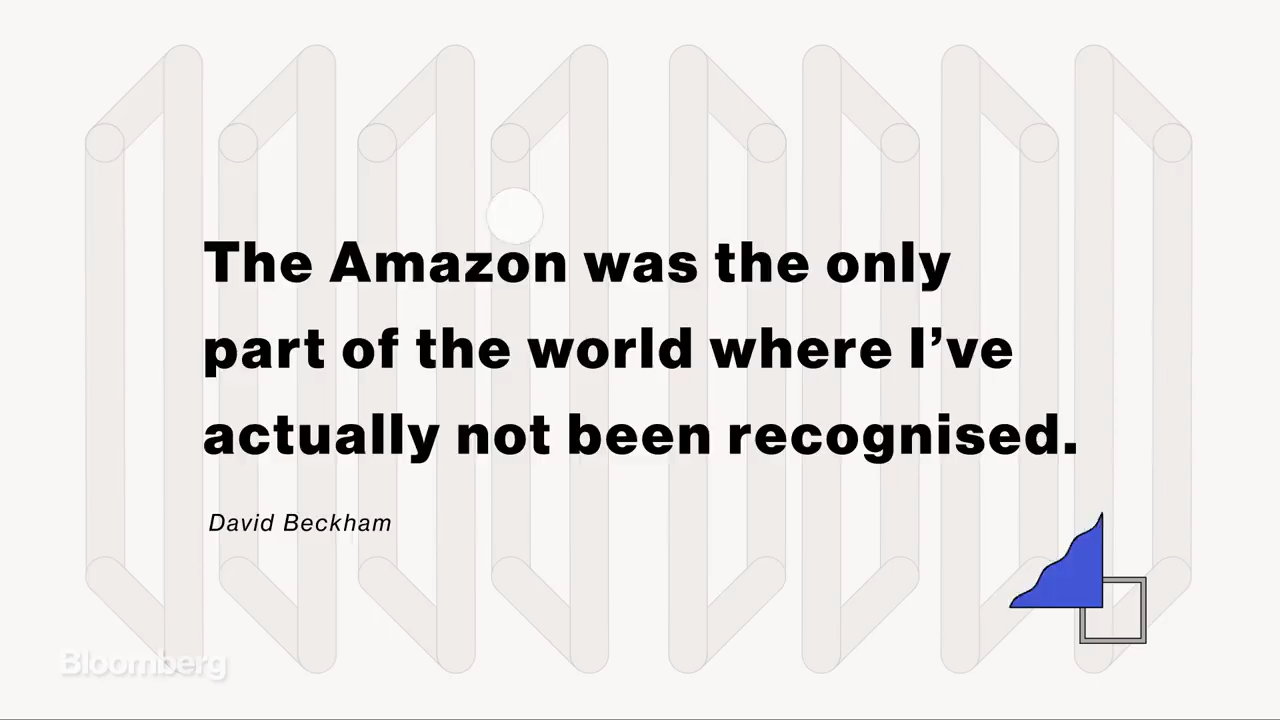 The Amazon was the only
part of the world where I’ve
actually not been recognised.
David Beckham
Bloomberg